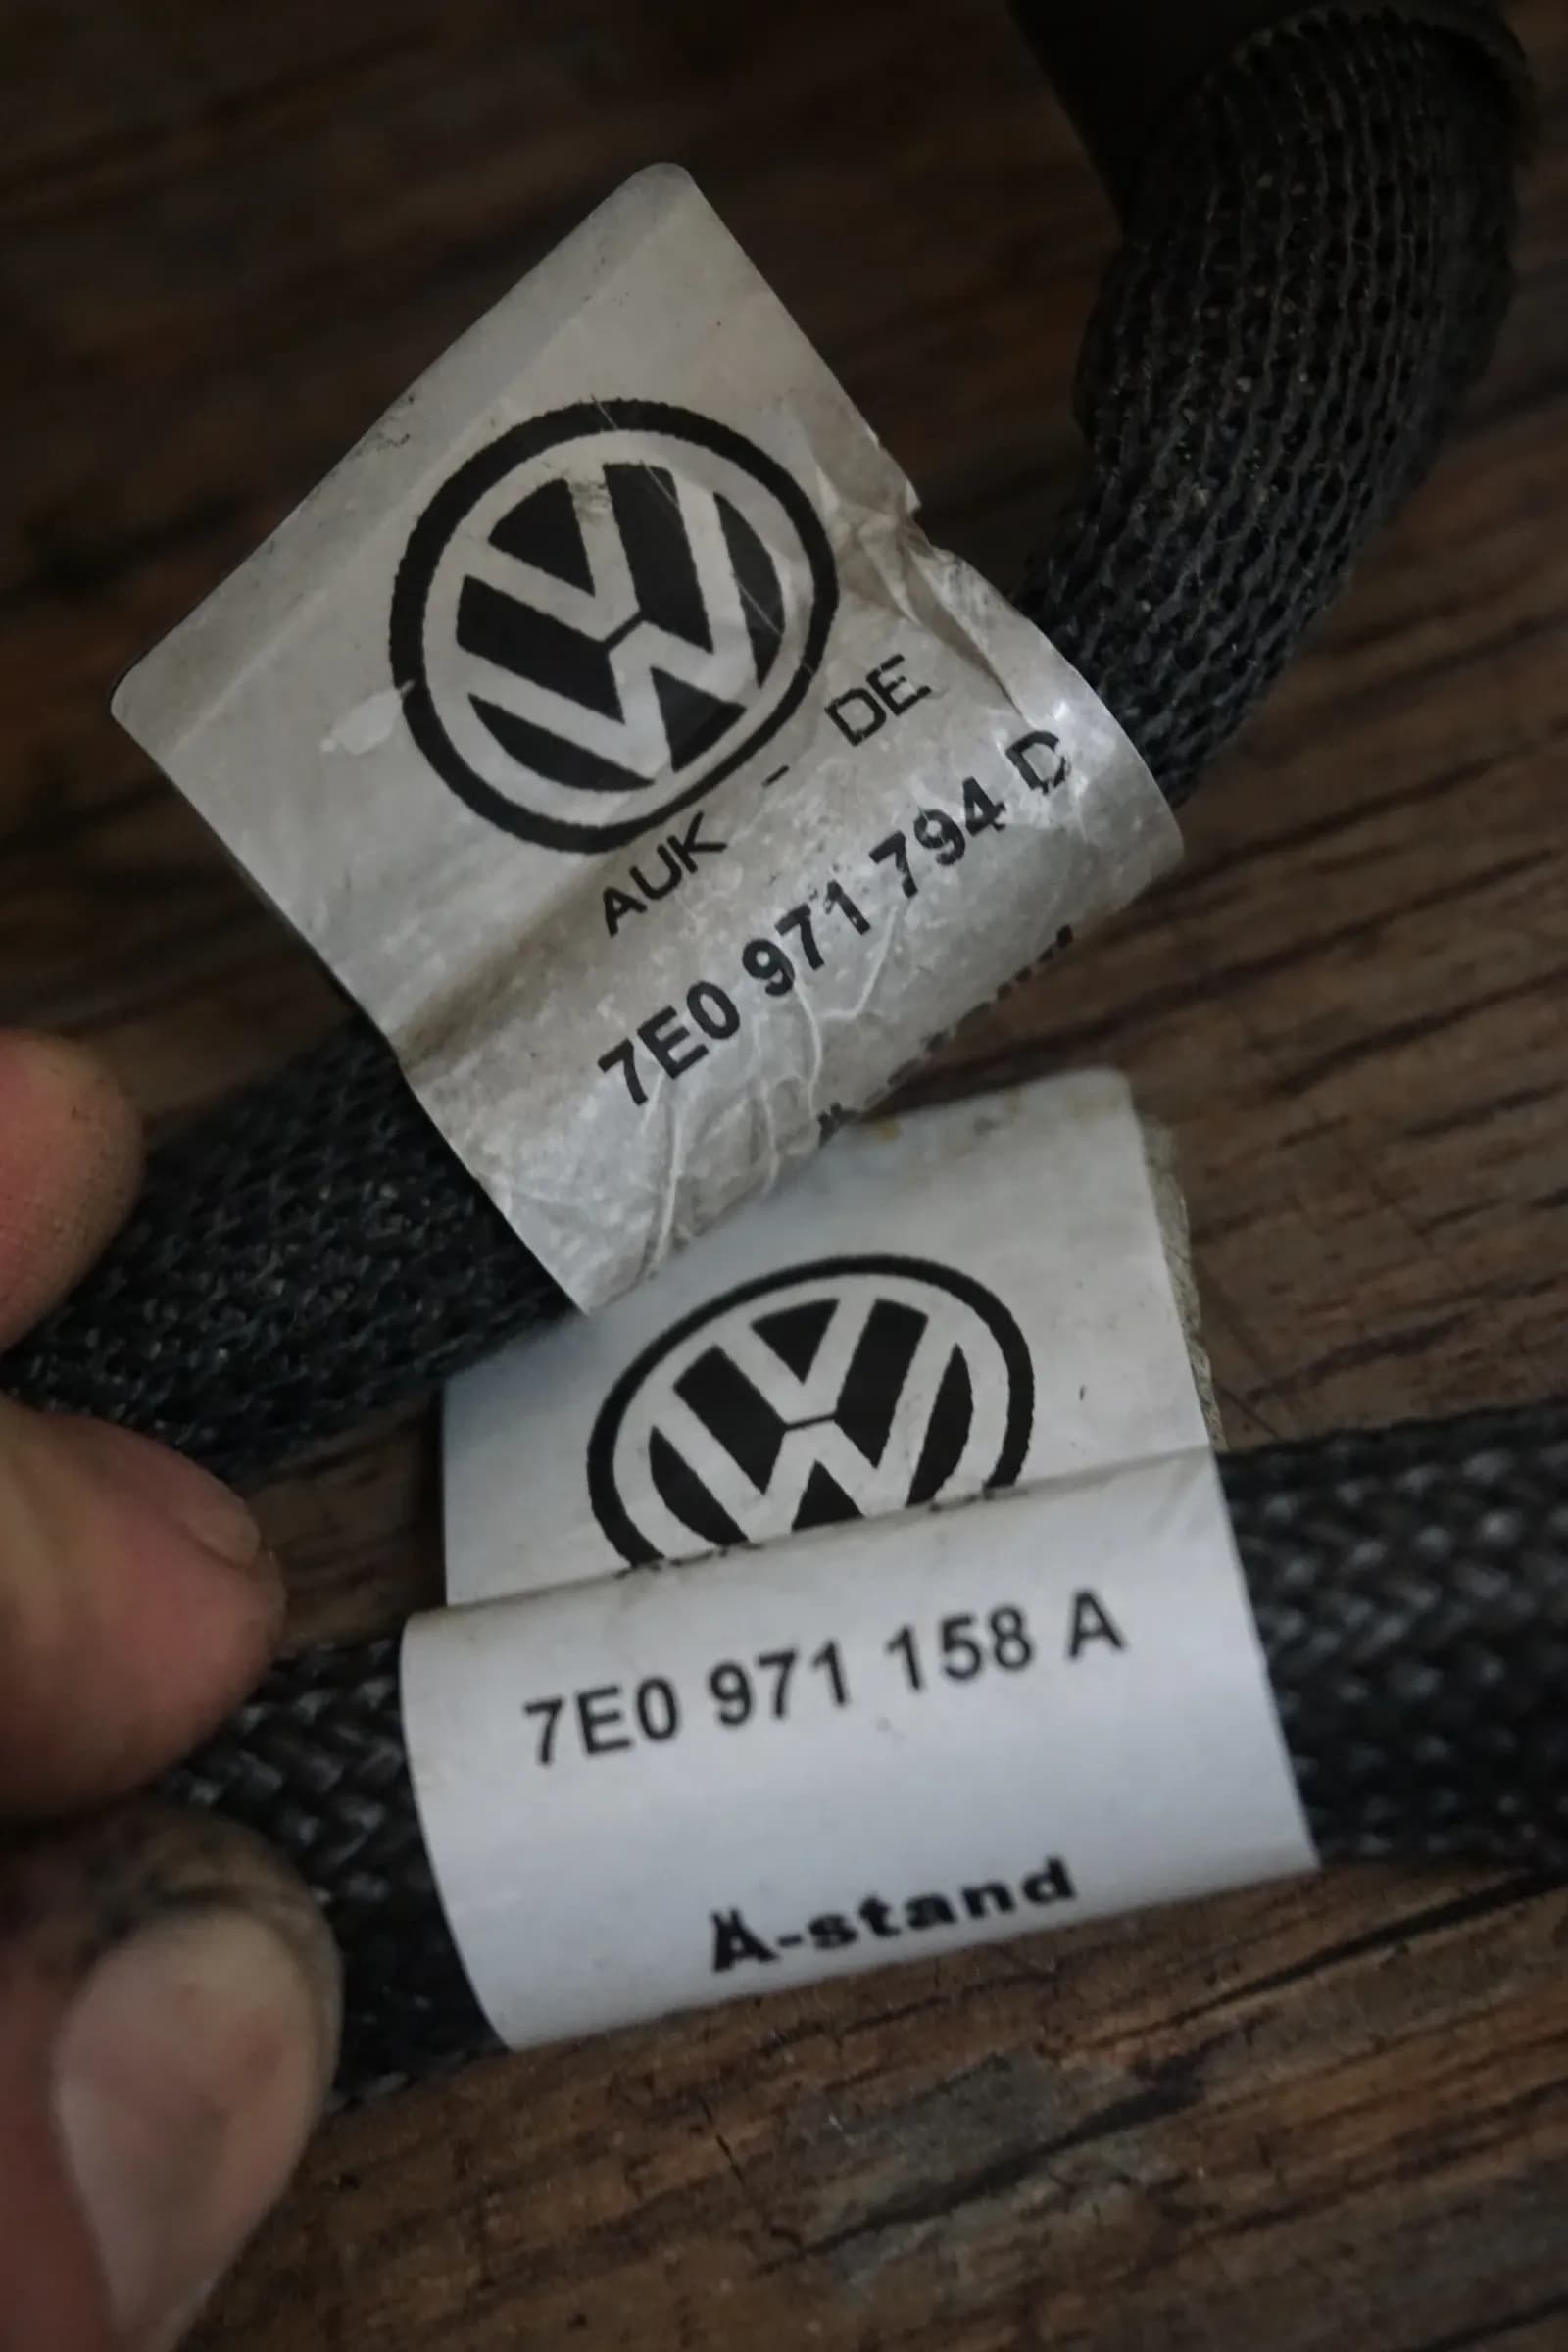 AUK - DE
7E0 971 794 D
7E0 971 158 A
Ä-stand